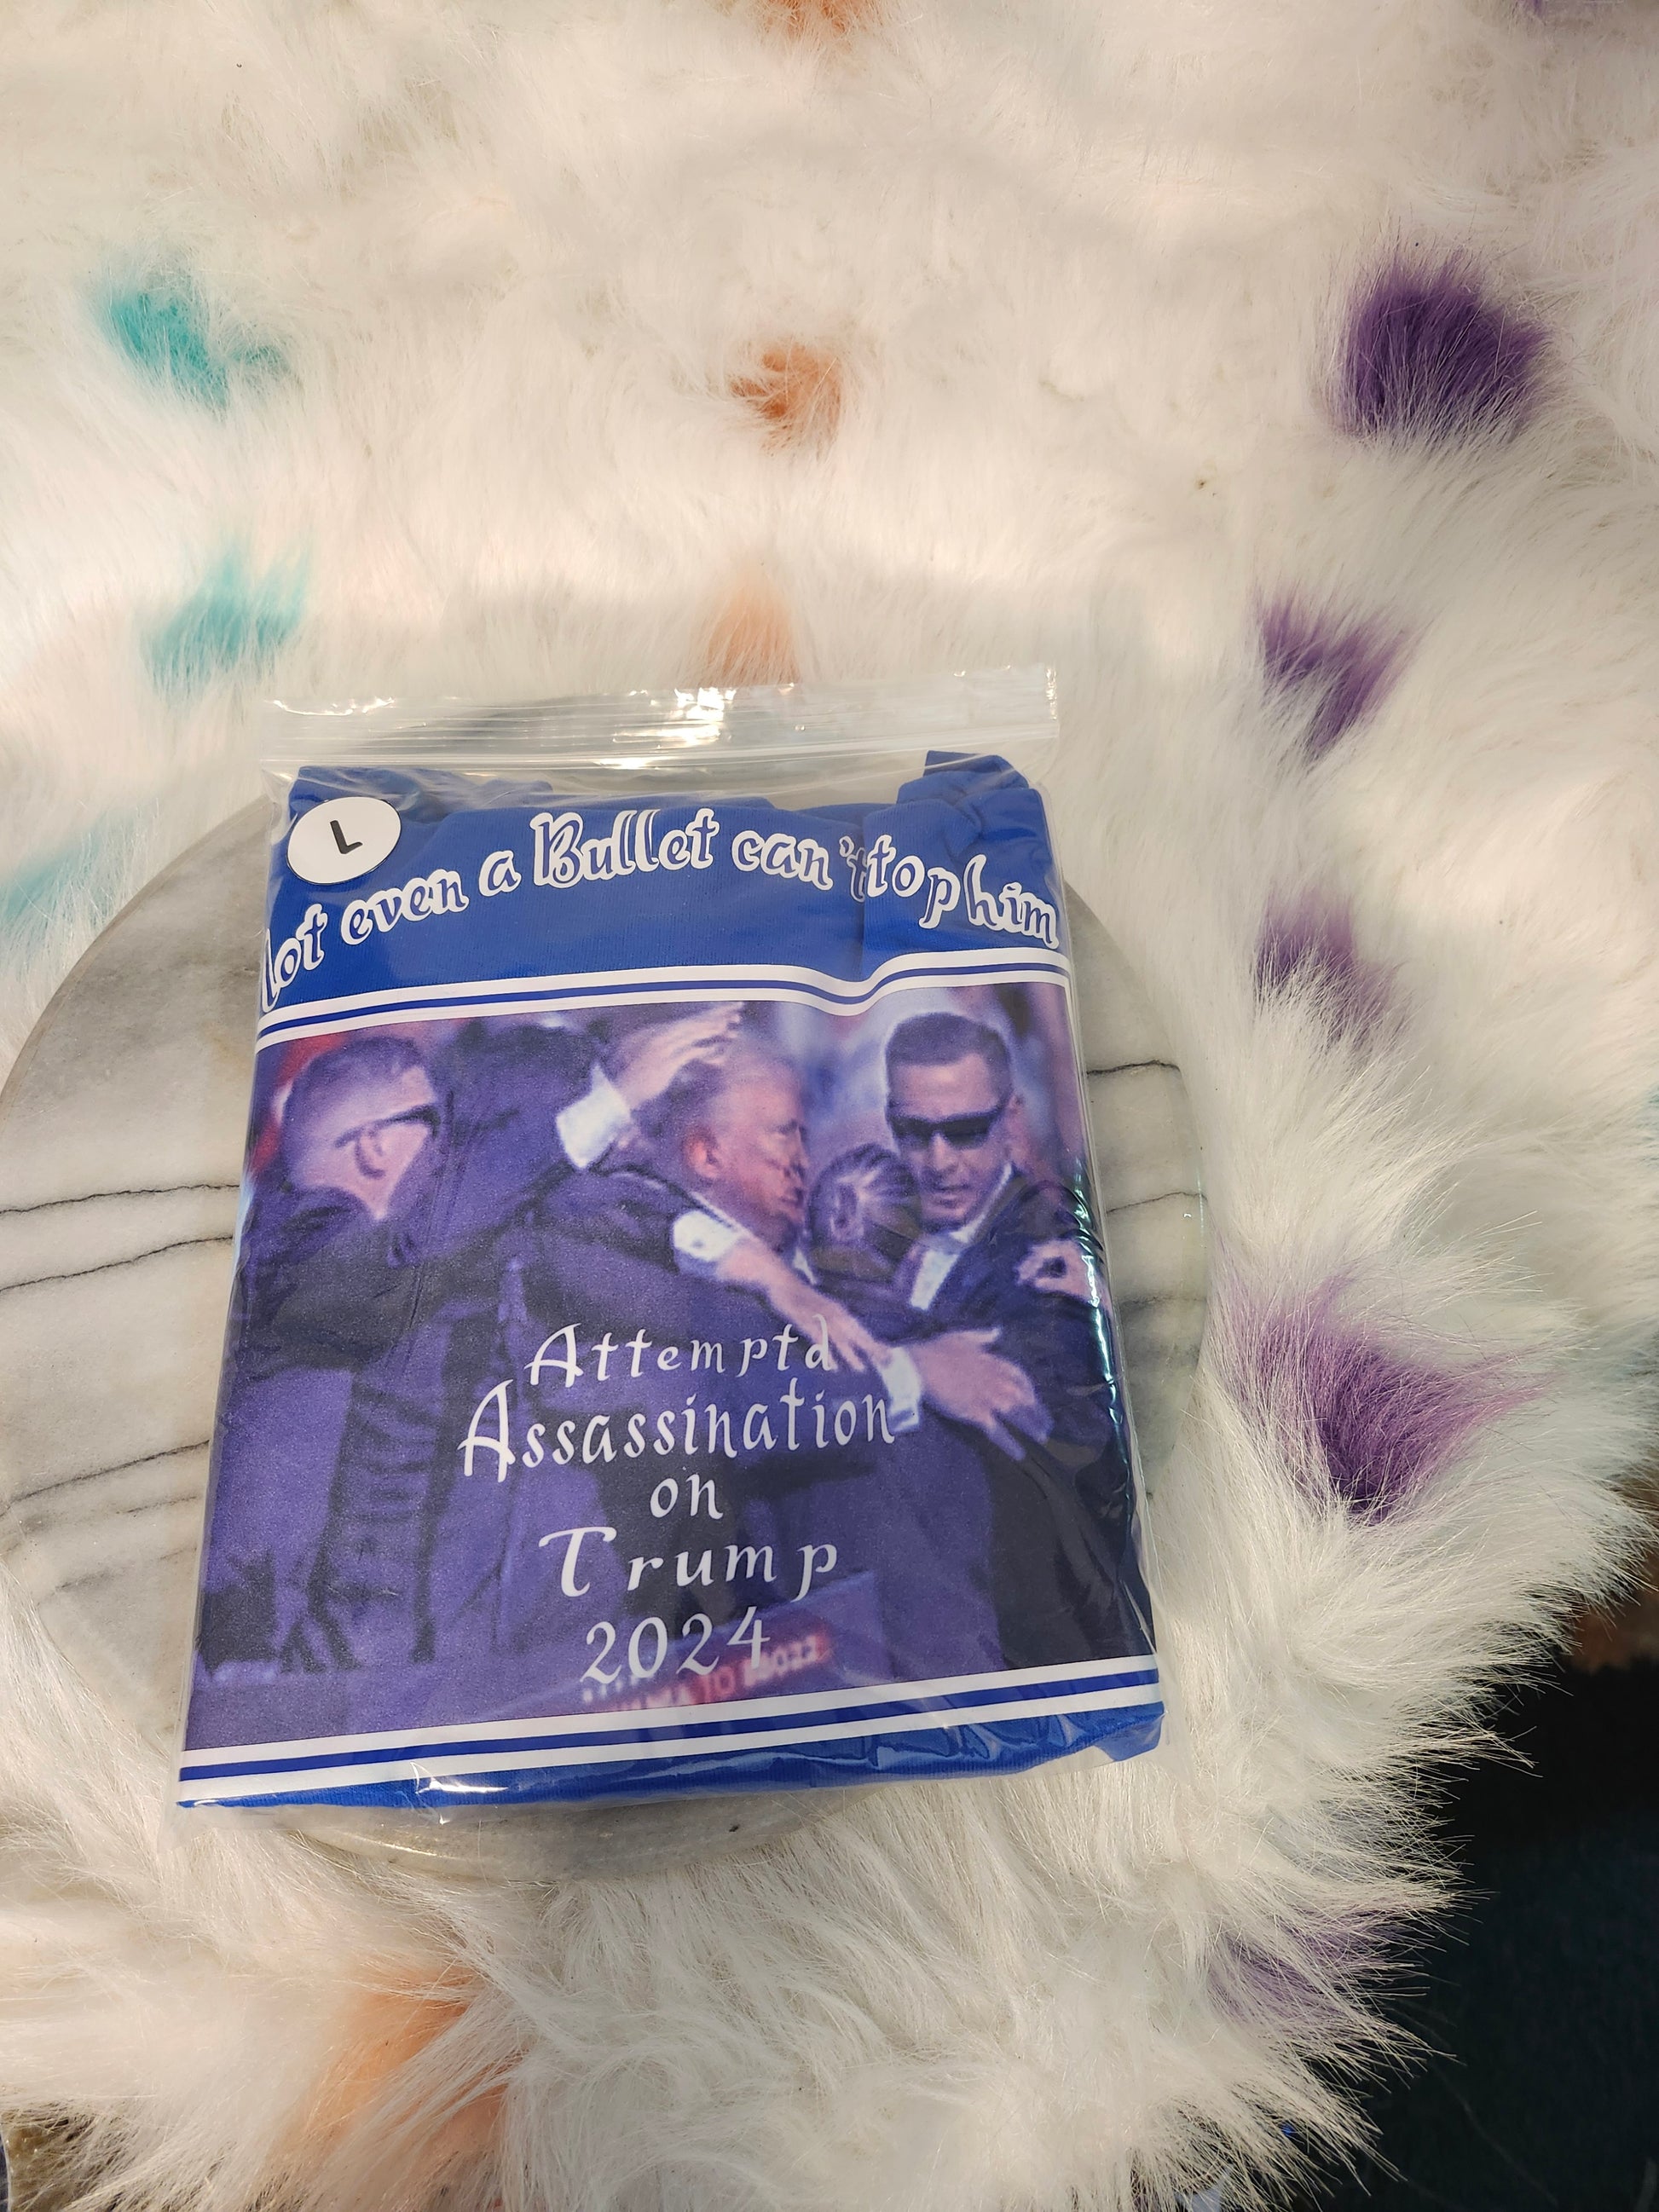 L
ot even a Bullet can't top him
Attemptd
Assassination
on
Trump
2024